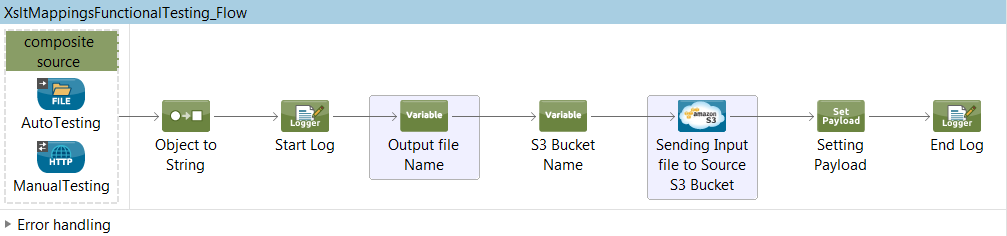 XsltMappingsFunctionalTesting_Flow
composite
source
FILE
AutoTesting
HTTP
ManualTesting
Object to
String
Logger
Start Log
Variable
Output file
Name
Variable
S3 Bucket
Name
amazon
S3
Sending Input
file to Source
S3 Bucket
Set
Payload
Setting
Payload
Logger
End Log
Error handling